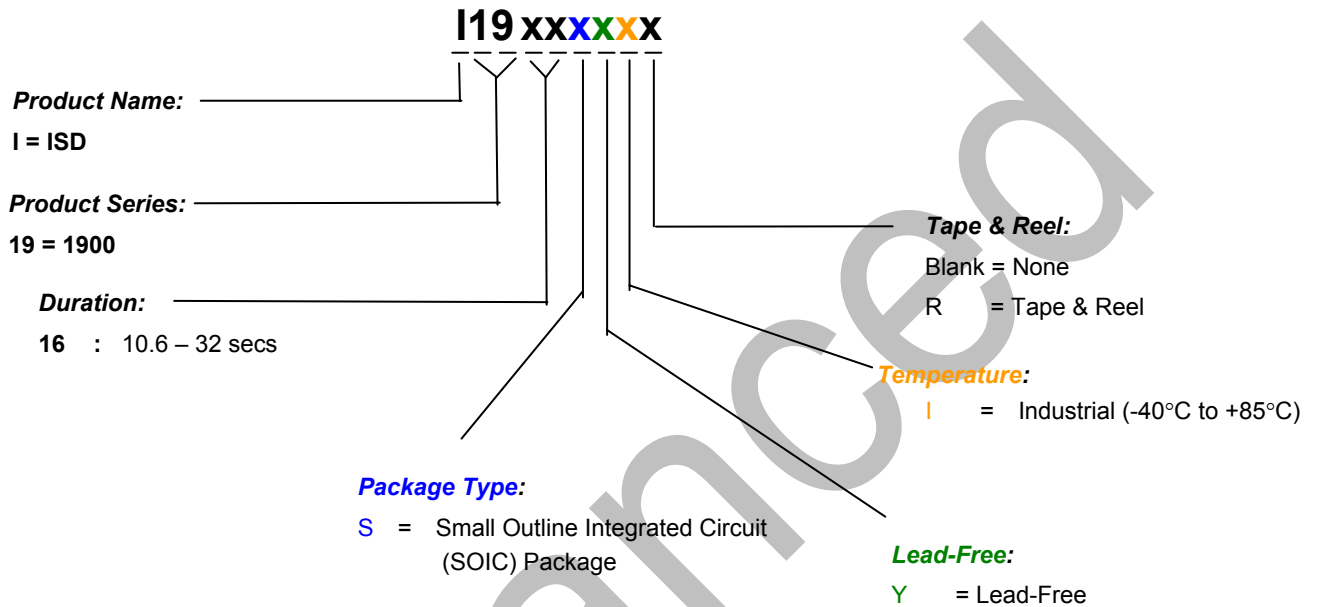 I19 xxxxxx
Product Name:
I = ISD
Product Series:
19 = 1900
Duration:
16 : 10.6 – 32 secs
Package Type:
S = Small Outline Integrated Circuit
(SOIC) Package
Tape & Reel:
Blank = None
R = Tape & Reel
Temperature:
I = Industrial (-40°C to +85°C)
Lead-Free:
Y = Lead-Free
anced